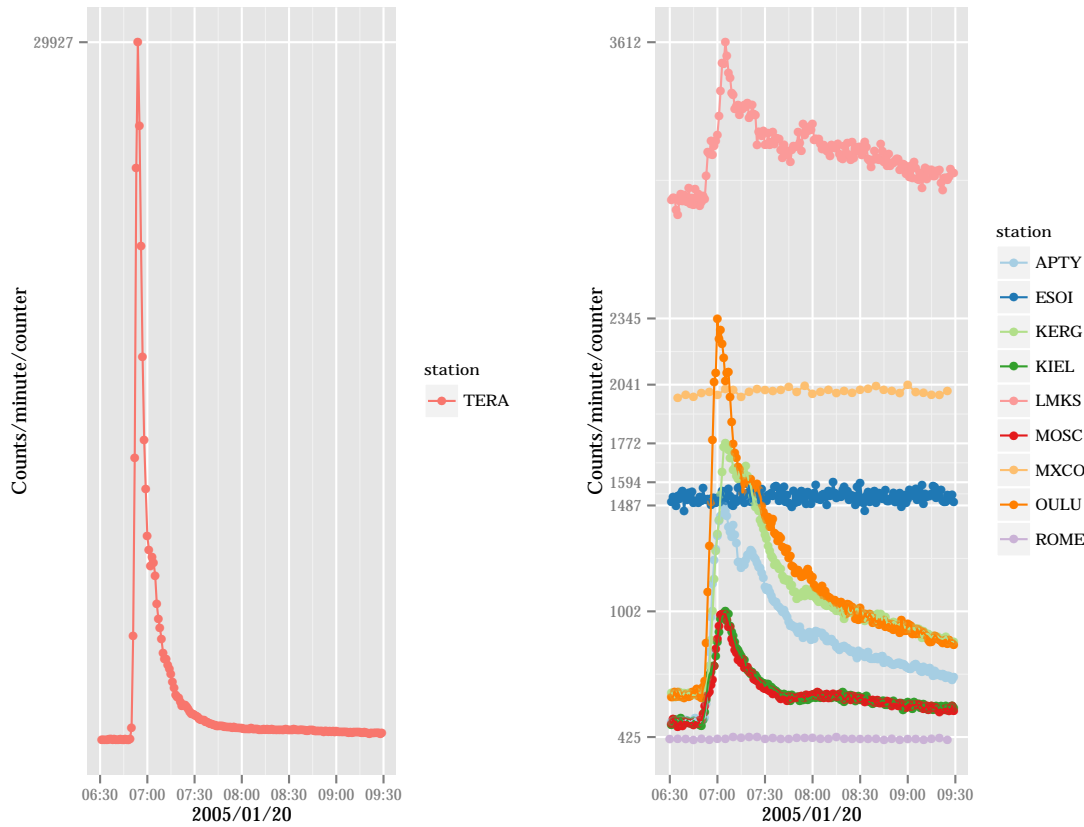 29927
Counts/minute/counter
06:30 07:00 07:30 08:00 08:30 09:00 09:30
2005/01/20
station
TERA
3612
2345
2041
1772
1594
1487
1002
425
Counts/minute/counter
06:30 07:00 07:30 08:00 08:30 09:00 09:30
2005/01/20
station
APTY
ESOI
KERG
KIEL
LMKS
MOSC
MXCO
OULU
ROME